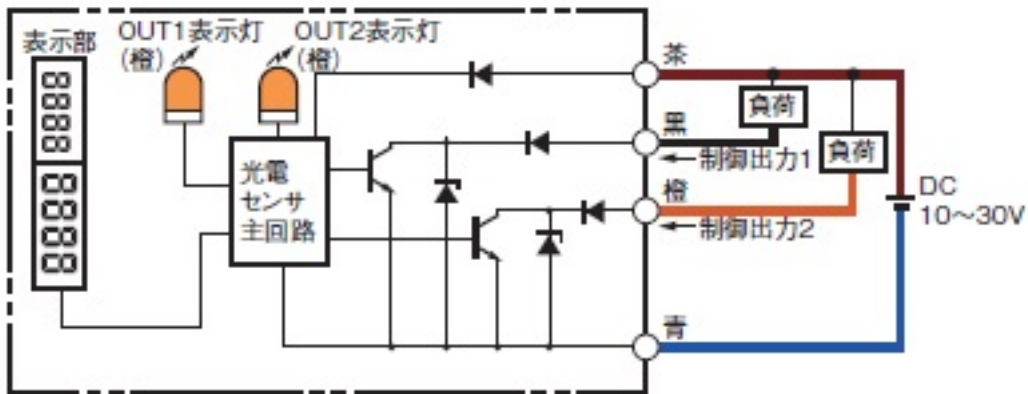 表示部
OUT1表示灯
(橙)
OUT2表示灯
(橙)
光電
センサ
主回路
茶
負荷
黒
制御出力1
負荷
橙
制御出力2
DC
10～30V
青
8888
8888